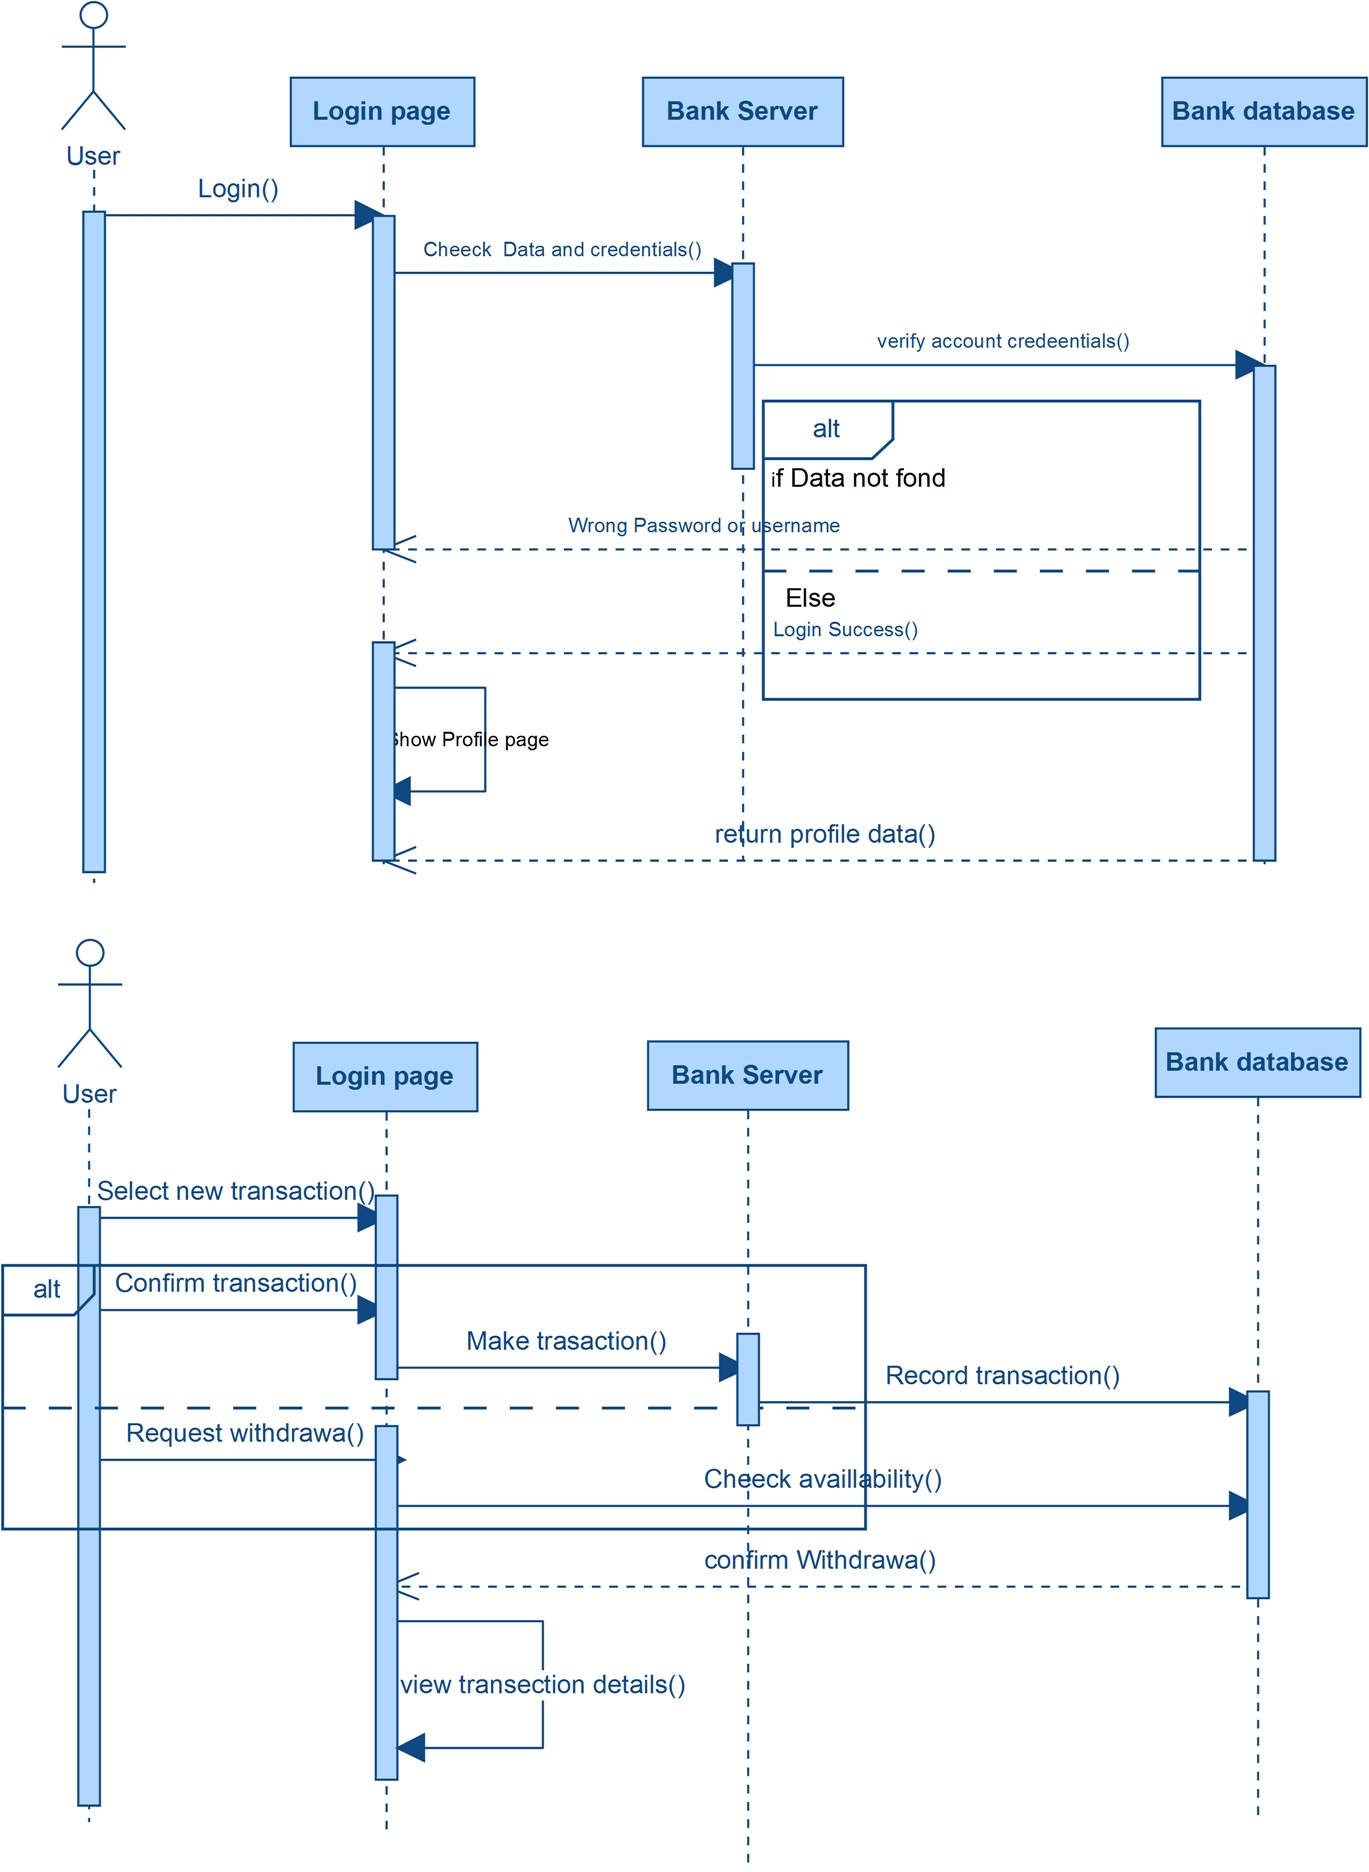 User
Login page
Bank Server
Bank database
Login()
Cheeck  Data and credentials()
verify account credeentials()
alt
if Data not fond
Wrong Password or username
Else
Login Success()
Show Profile page
return profile data()
User
Login page
Bank Server
Bank database
Select new transaction()
alt
Confirm transaction()
Make trasaction()
Record transaction()
Request withdrawa()
Cheeck availlability()
confirm Withdrawa()
view transection details()